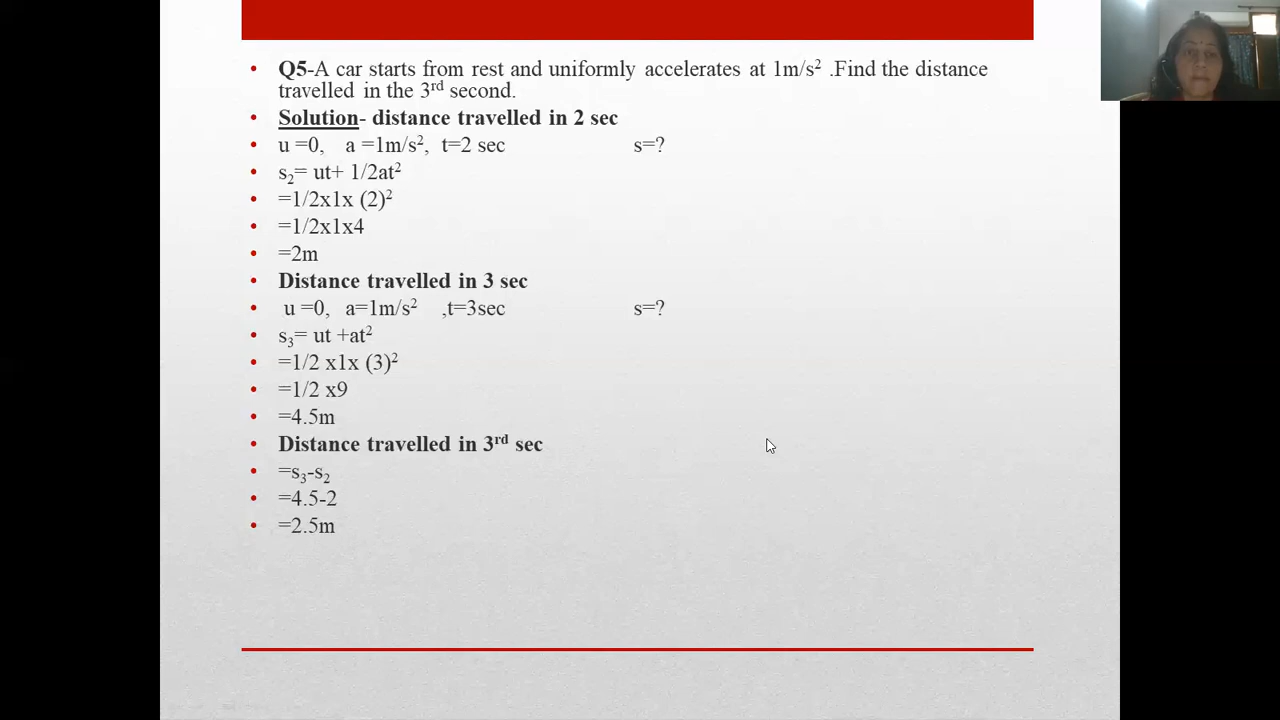 • Q5-A car starts from rest and uniformly accelerates at 1m/s² .Find the distance
travelled in the 3ʳᵈ second.
• Solution- distance travelled in 2 sec
• u =0, a =1m/s², t=2 sec s=?
• s₂= ut+ 1/2at²
• =1/2x1x (2)²
• =1/2x1x4
• =2m
• Distance travelled in 3 sec
• u =0, a=1m/s² ,t=3sec s=?
• s₃= ut +at²
• =1/2 x1x (3)²
• =1/2 x9
• =4.5m
• Distance travelled in 3ʳᵈ sec
• =s₃-s₂
• =4.5-2
• =2.5m